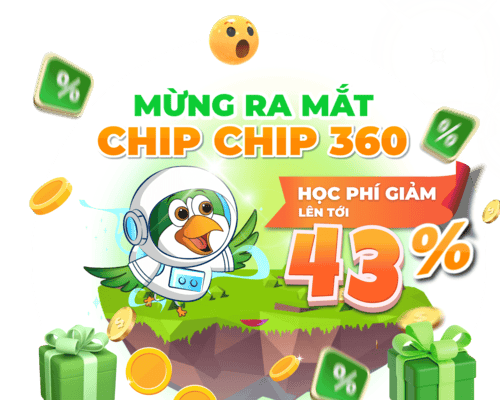 MỪNG RA MẮT
CHIP CHIP 360
HỌC PHÍ GIẢM
LÊN TỚI
43%
%
%
%